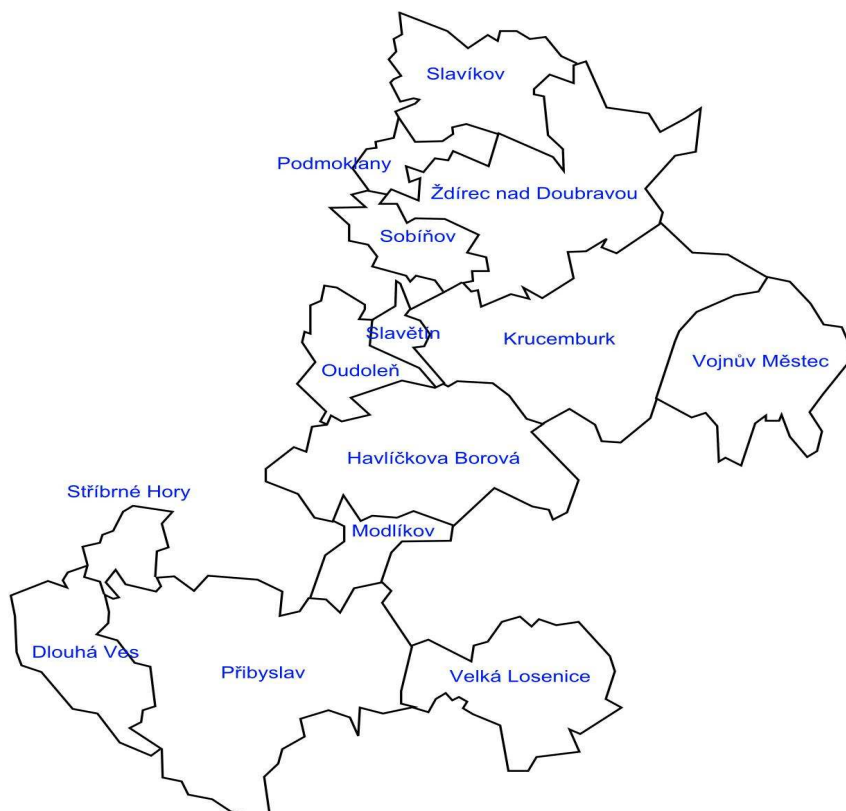 Slavíkov
Podmoklany
Ždírec nad Doubravou
Sobíňov
Slavětín
Krucemburk
Vojnův Městec
Oudoleň
Havlíčkova Borová
Stříbrné Hory
Modlíkov
Dlouhá Ves
Přibyslav
Velká Losenice